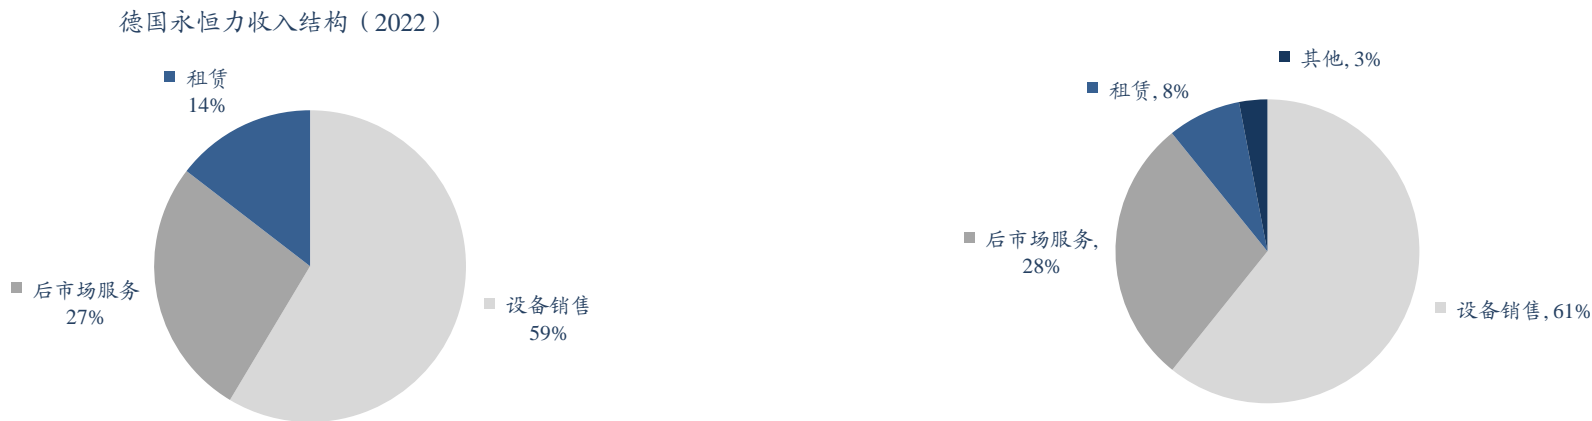 德国永恒力收入结构（2022）
租赁
14%
后市场服务
27%
设备销售
59%
其他, 3%
租赁, 8%
后市场服务,
28%
设备销售, 61%